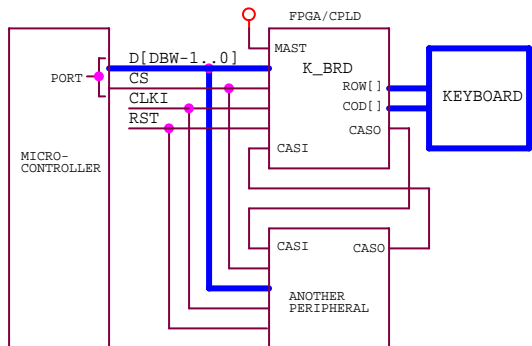 FPGA/CPLD
MAST
D[DBW-1..0]
K_BRD
PORT
CS
ROW[]
KEYBOARD
CLKI
COD[]
RST
CASO
CASI
MICRO-
CONTROLLER
CASI
CASO
ANOTHER
PERIPHERAL